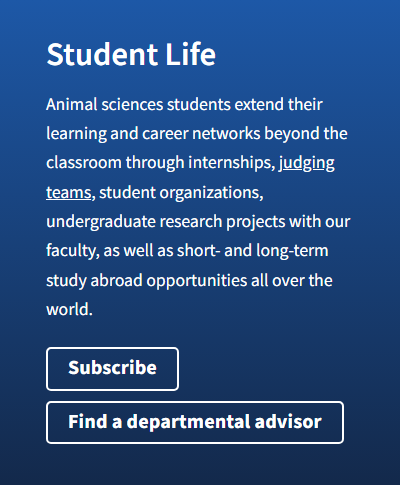 Student Life
Animal sciences students extend their
learning and career networks beyond the
classroom through internships, judging
teams, student organizations,
undergraduate research projects with our
faculty, as well as short- and long-term
study abroad opportunities all over the
world.
Subscribe
Find a departmental advisor